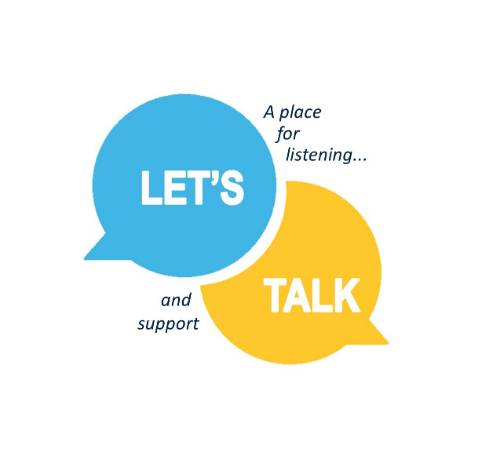 A place
for
listening...
LET'S
TALK
and
support